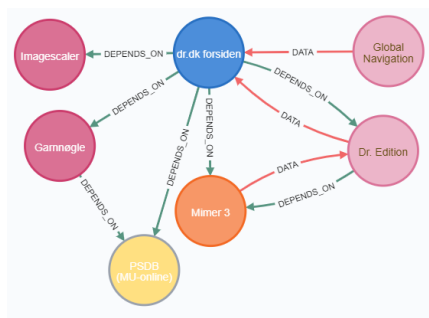 Imagescaler
DEPENDS_ON
dr.dk forsiden
DATA
Global
Navigation
DEPENDS_ON
DEPENDS_ON
DATA
Garnnøgle
DEPENDS_ON
DEPENDS_ON
Dr. Edition
DATA
DEPENDS_ON
DEPENDS_ON
Mimer 3
PSDB
(MU-online)